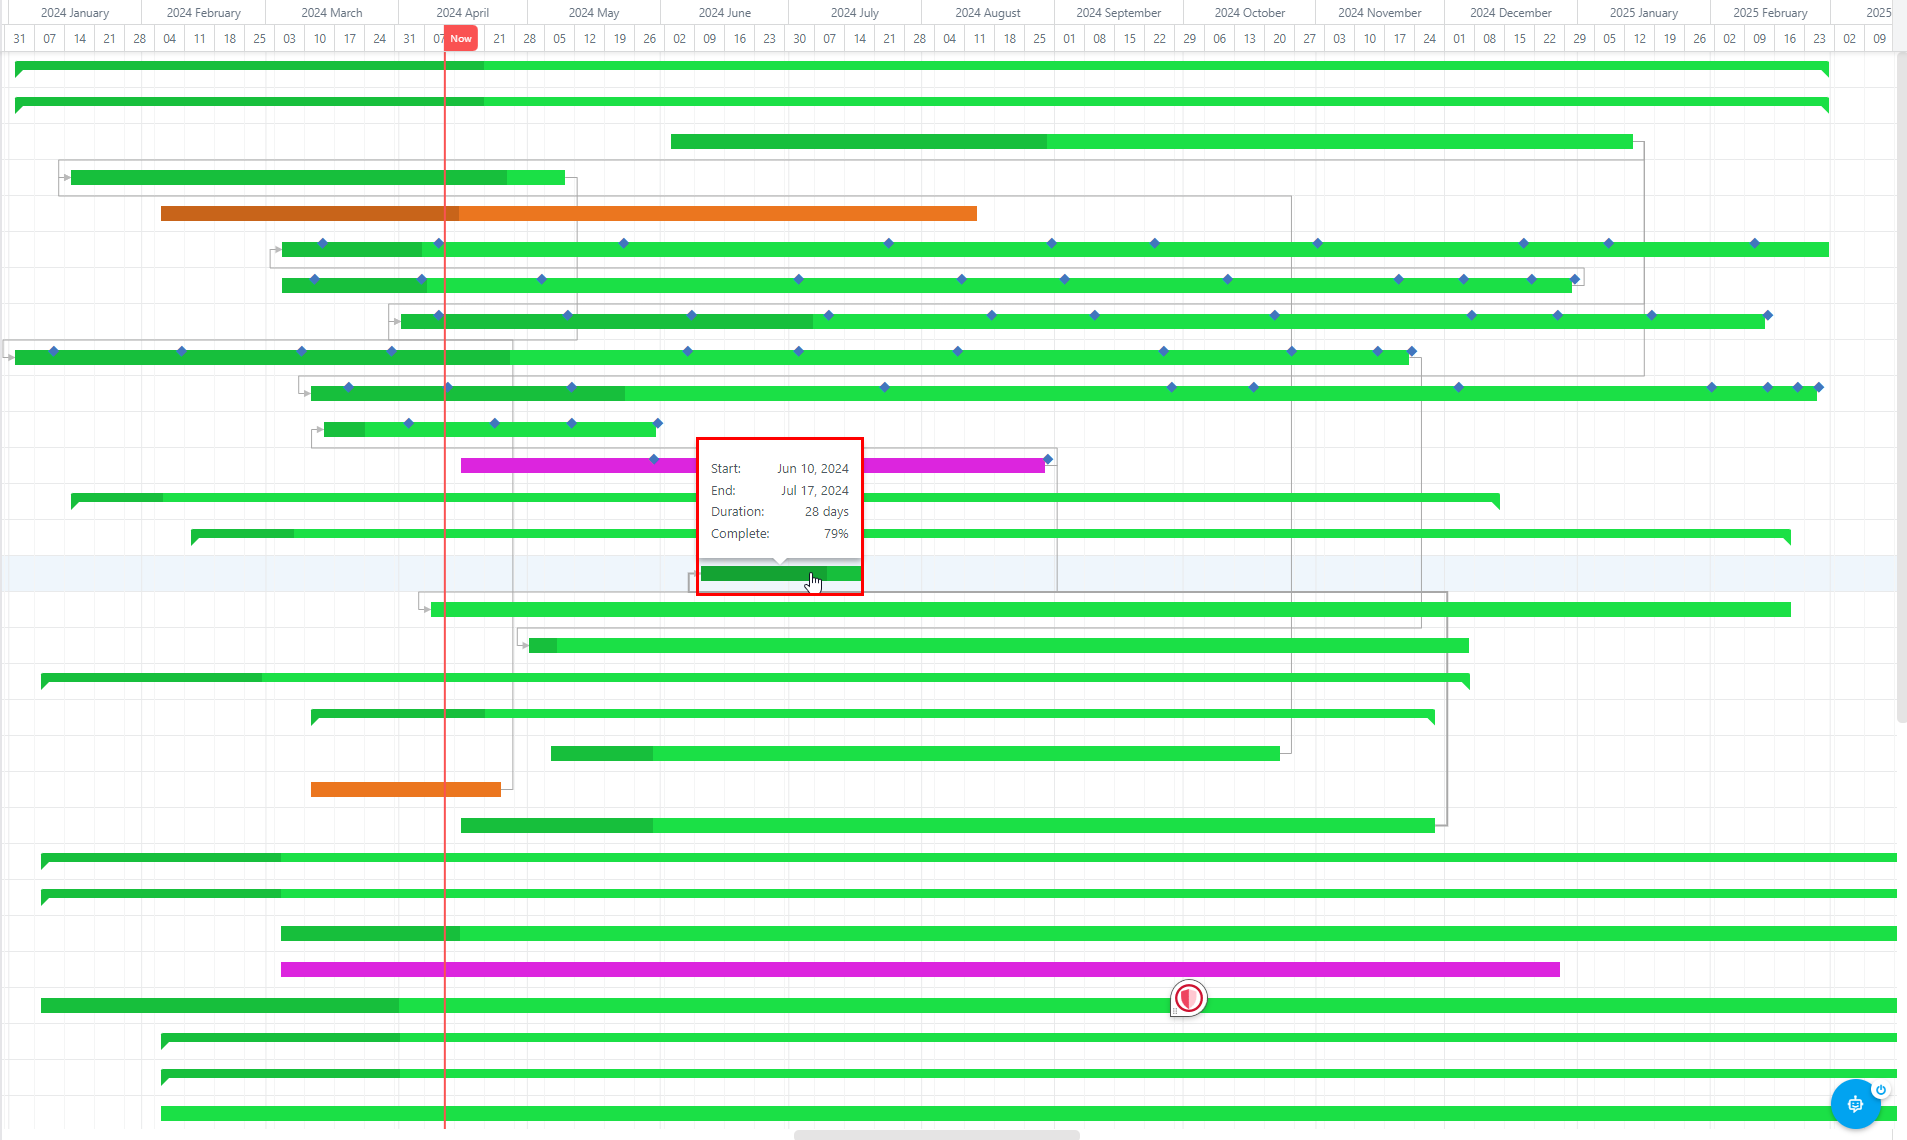 2024 January 2024 February 2024 March 2024 April 2024 May 2024 June 2024 July 2024 August 2024 September 2024 October 2024 November 2024 December 2025 January 2025 February 2025
31 07 14 21 28 04 11 18 25 03 10 17 24 31 07 Now 21 28 05 12 19 26 02 09 16 23 30 07 14 21 28 04 11 18 25 01 08 15 22 29 06 13 20 27 03 10 17 24 01 08 15 22 29 05 12 19 26 02 09 16 23 02 09
Start: Jun 10, 2024
End: Jul 17, 2024
Duration: 28 days
Complete: 79%